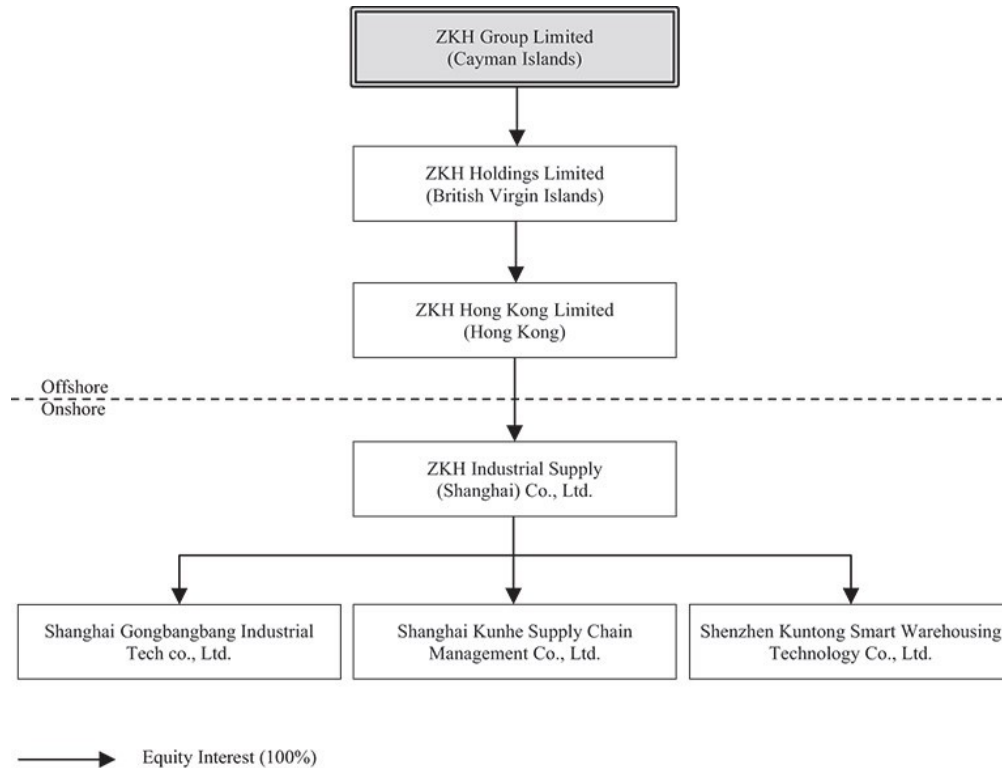 ZKH Group Limited
(Cayman Islands)
ZKH Holdings Limited
(British Virgin Islands)
ZKH Hong Kong Limited
(Hong Kong)
Offshore
Onshore
ZKH Industrial Supply
(Shanghai) Co., Ltd.
Shanghai Gongbangbang Industrial
Tech co., Ltd.
Shanghai Kunhe Supply Chain
Management Co., Ltd.
Shenzhen Kuntong Smart Warehousing
Technology Co., Ltd.
Equity Interest (100%)